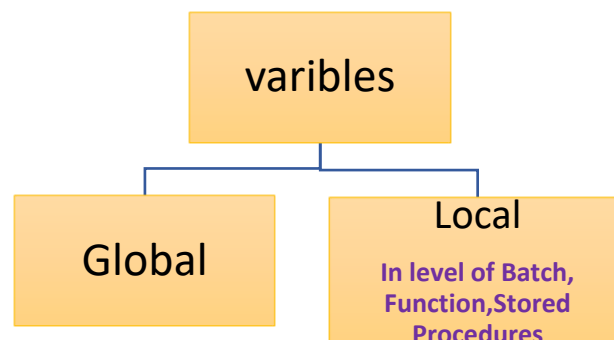 varibles
Global
Local
In level of Batch,
Function,Stored
Procedures